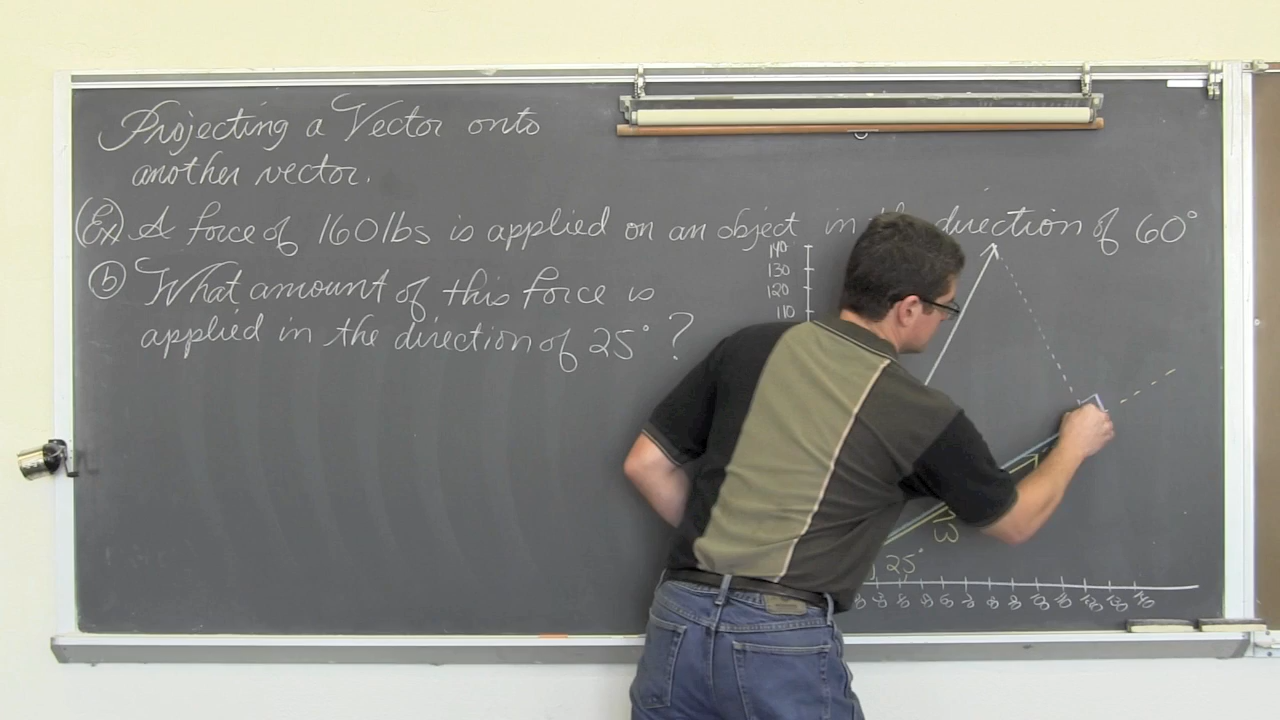 Projecting a Vector onto
another vector.
(Ex) A force of 160 lbs is applied on an object in the direction of 60°
(b) What amount of this force is
applied in the direction of 25° ?
140
130
120
110
25°